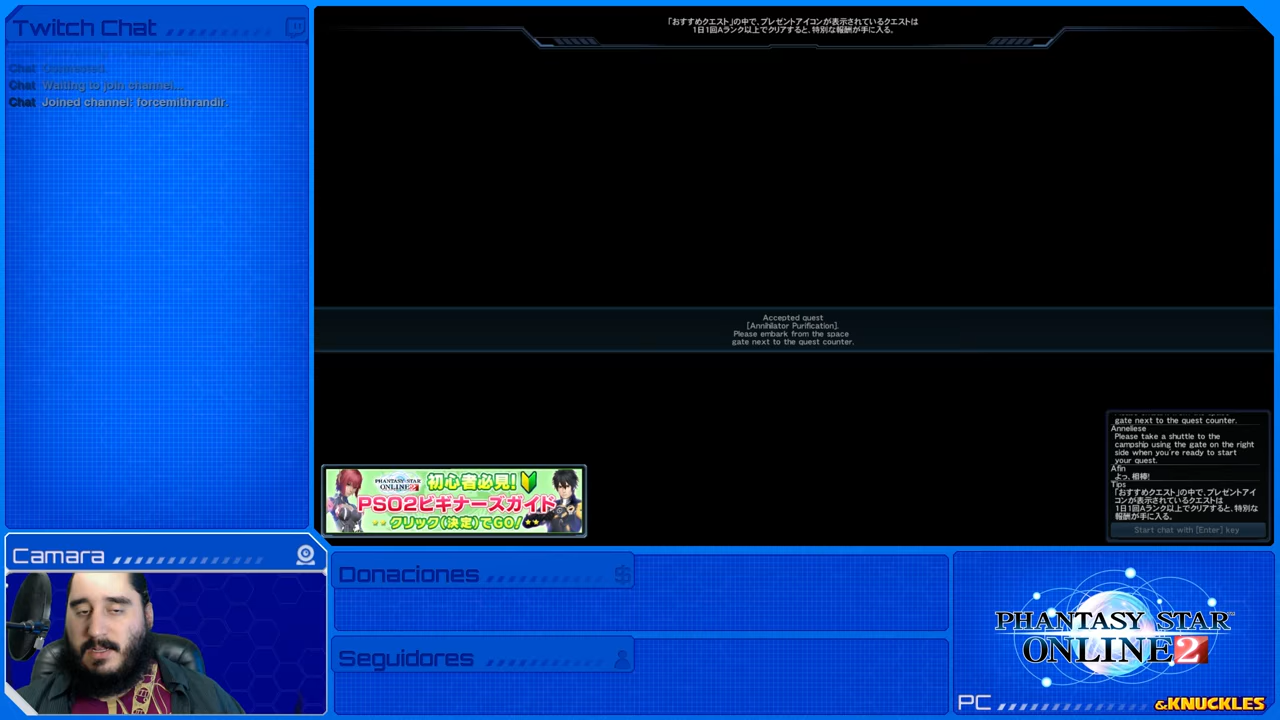 Twitch Chat
Chat Connected.
Chat Waiting to join channel...
Chat Joined channel: forcemithrandir.
「おすすめクエスト」の中で、プレゼントアイコンが表示されているクエストは
1日1回Aランク以上でクリアすると、特別な報酬が手に入る。
Accepted quest
[Annihilator Purification].
Please embark from the space
gate next to the quest counter.
gate next to the quest counter.
Anneliese
Please take a shuttle to the
campship using the gate on the right
side when you're ready to start
your quest.
Afin
よっ、相棒!
Tips
「おすすめクエスト」の中で、プレゼントアイ
コンが表示されているクエストは
1日1回Aランク以上でクリアすると、特別な
報酬が手に入る。
Start chat with [Enter] key
PHANTASY STAR
ONLINE 2
初心者必見!
PSO2ビギナーズガイド
クリック(決定)でGO!
Camara
Donaciones
$
Seguidores
PHANTASY STAR
ONLINE 2
PC
&KNUCKLES